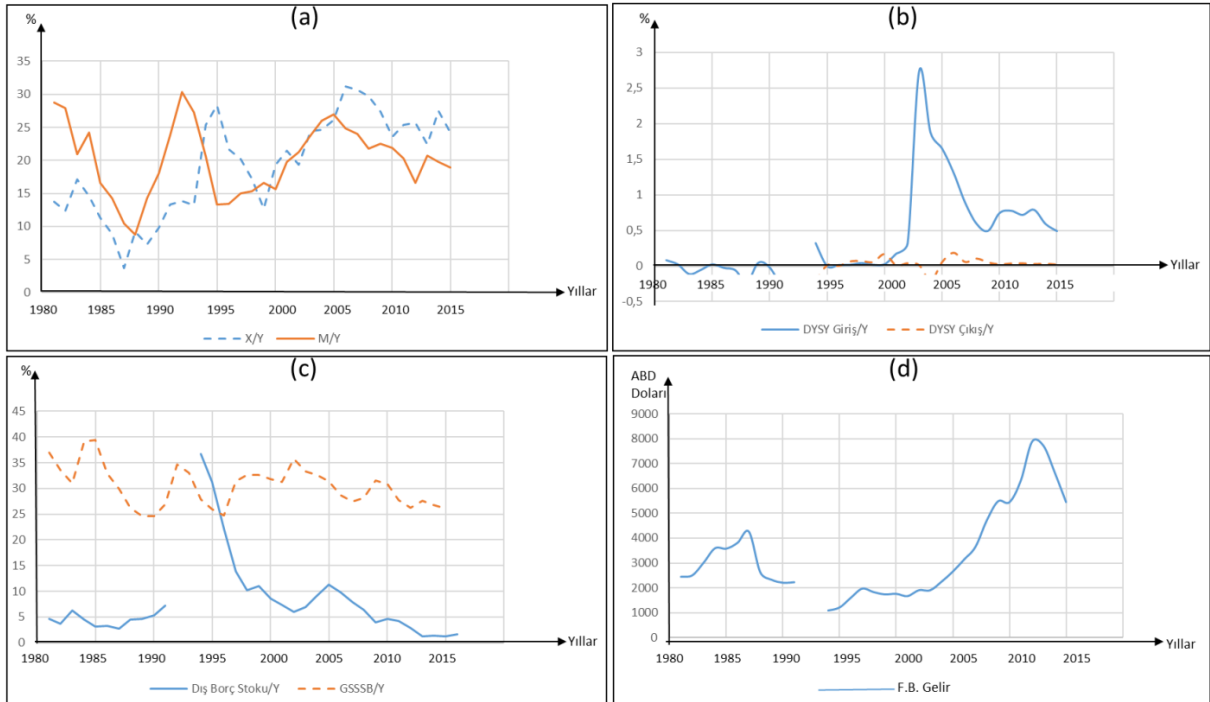 (a)
%
35
30
25
20
15
10
5
0
1980 1985 1990 1995 2000 2005 2010 2015
Yıllar
X/Y M/Y
(b)
%
3
2,5
2
1,5
1
0,5
0
-0,5
1980 1985 1990 1995 2000 2005 2010 2015
Yıllar
DYSY Giriş/Y DYSY Çıkış/Y
(c)
%
45
40
35
30
25
20
15
10
5
0
1980 1985 1990 1995 2000 2005 2010 2015
Yıllar
Dış Borç Stoku/Y GSSSB/Y
(d)
ABD
Doları
9000
8000
7000
6000
5000
4000
3000
2000
1000
0
1980 1985 1990 1995 2000 2005 2010 2015
Yıllar
F.B. Gelir